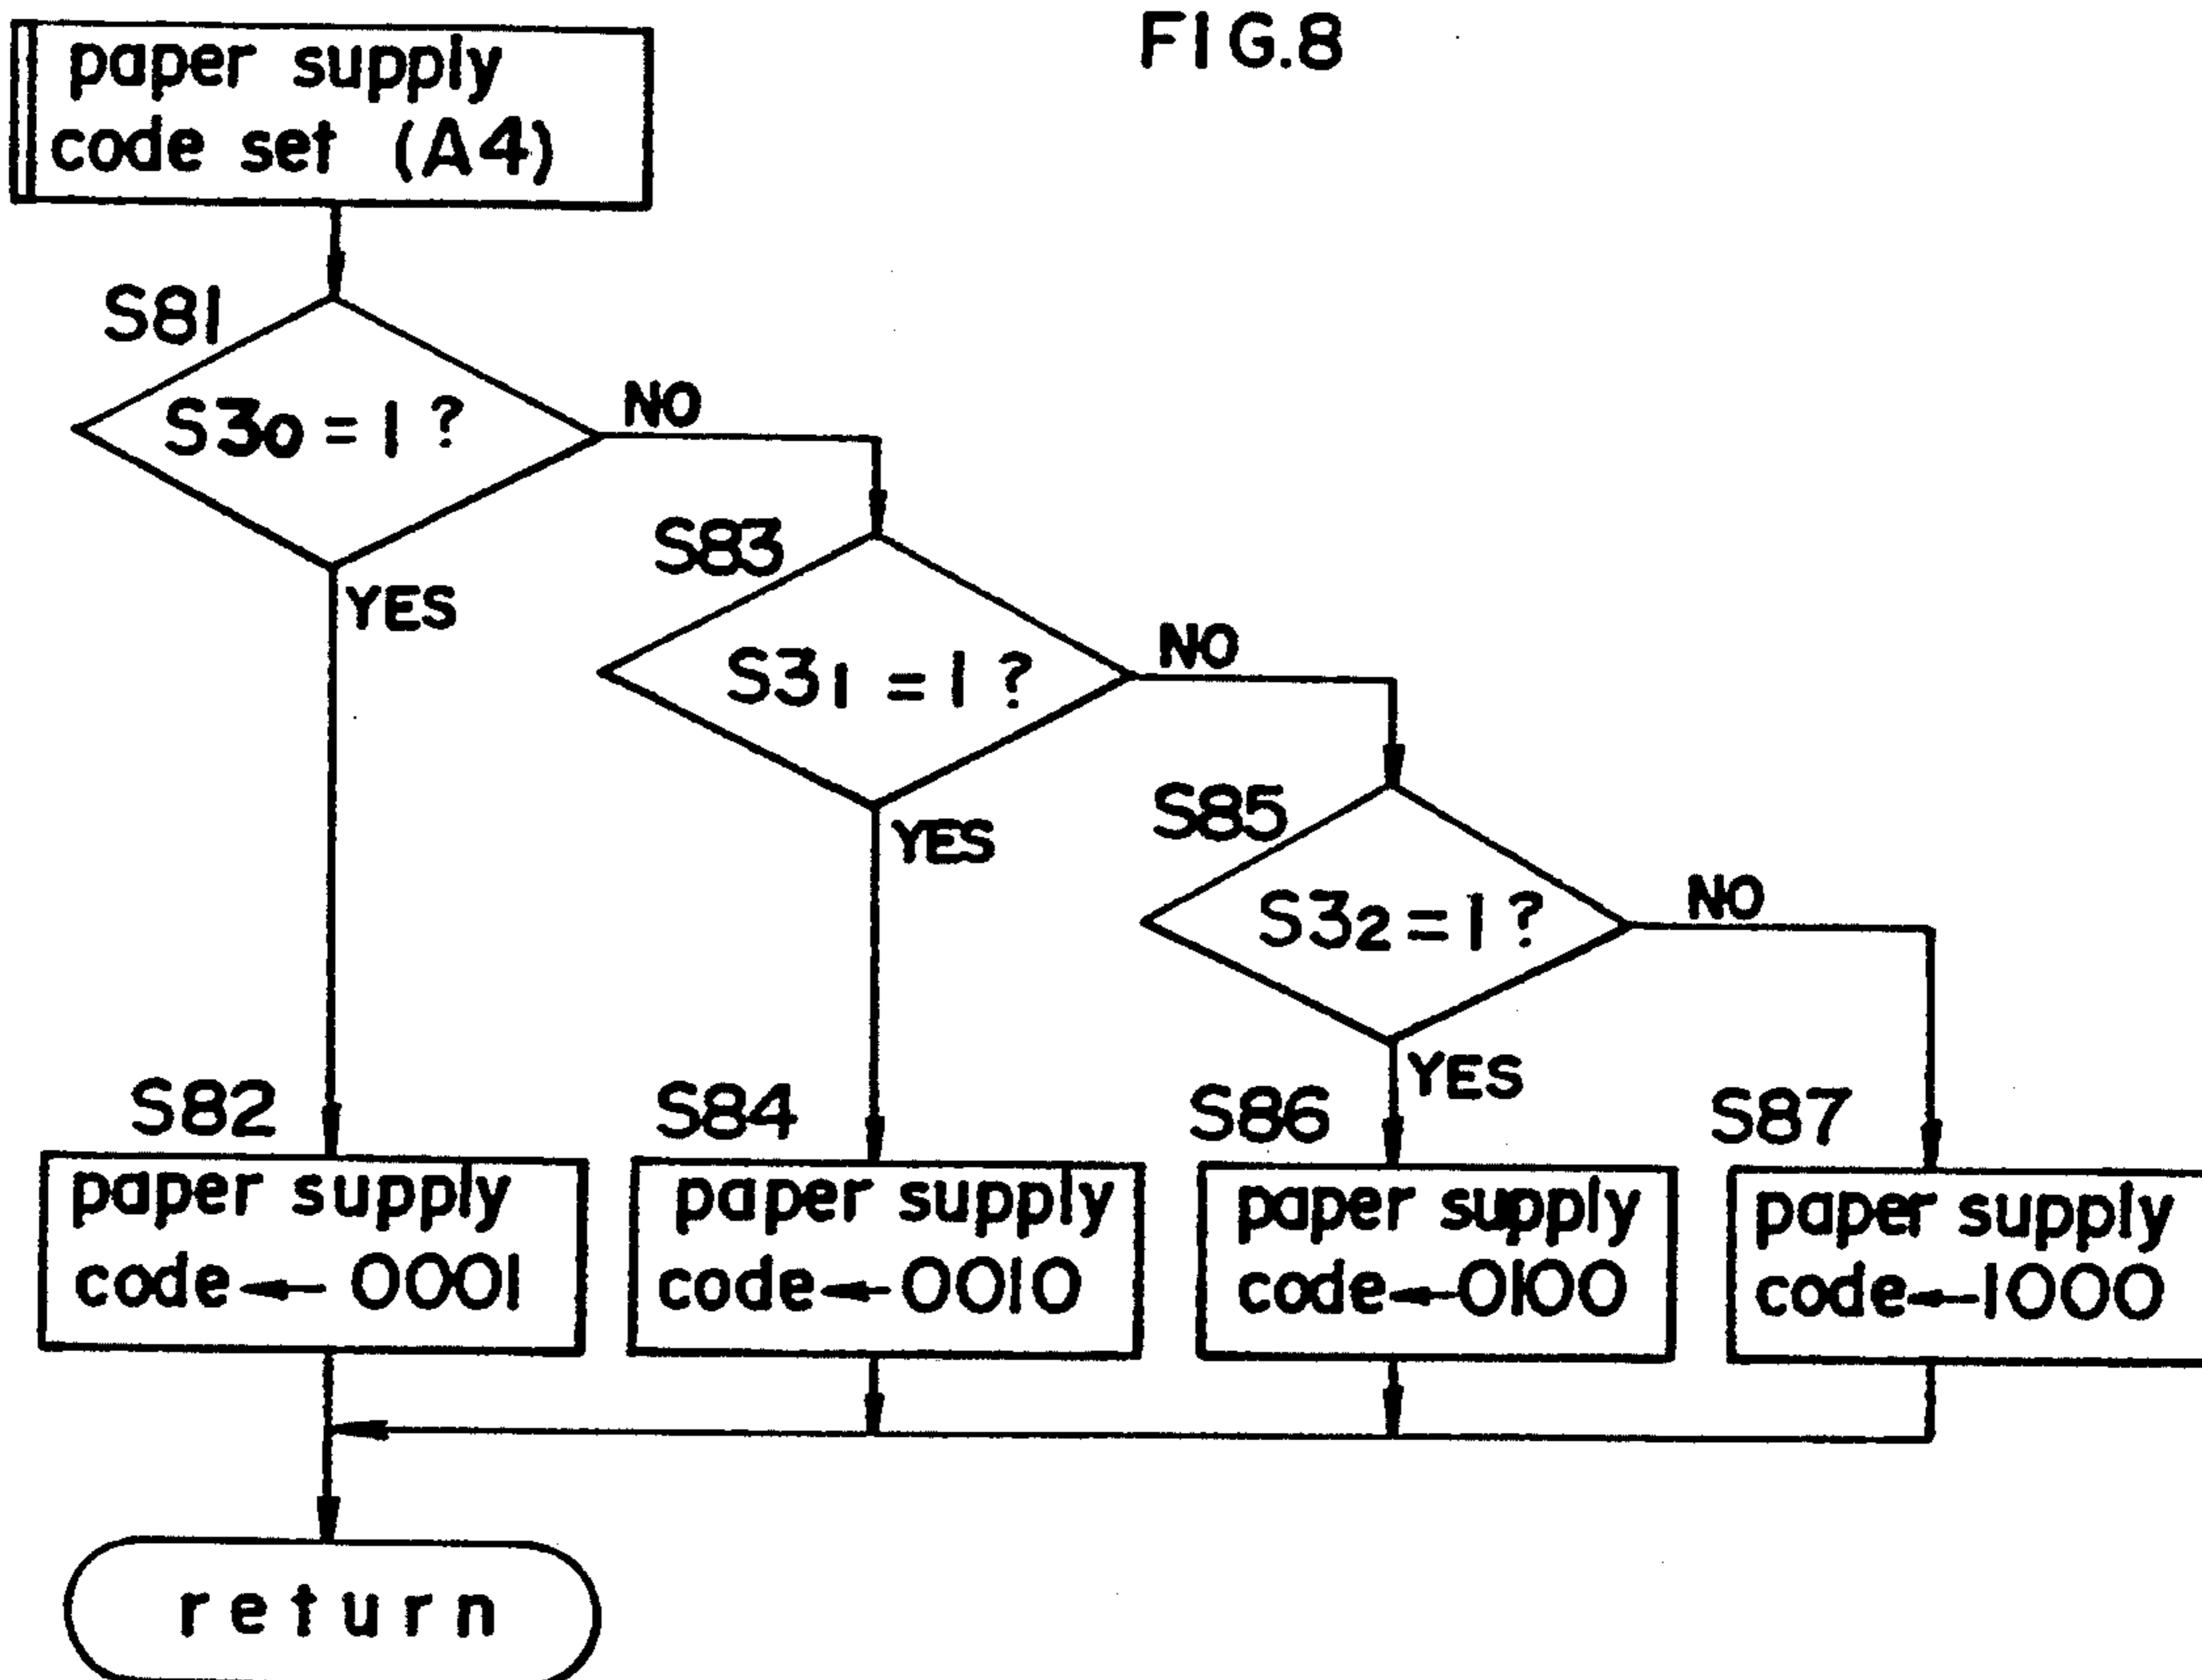 FIG.8
paper supply
code set (A4)
S81
S30 = 1 ?
NO
YES
S83
S31 = 1 ?
NO
YES
S85
S32 = 1 ?
NO
YES
S82
paper supply
code ← 0001
S84
paper supply
code ← 0010
S86
paper supply
code ← 0100
S87
paper supply
code ← 1000
return